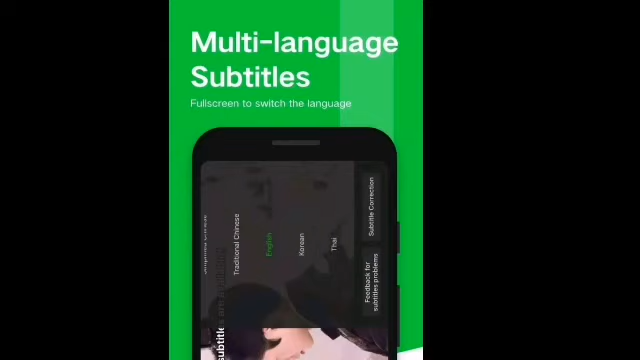 Multi-language
Subtitles
Fullscreen to switch the language
Traditional Chinese
English
Korean
Thai
Subtitle Correction
Feedback for
subtitles problems